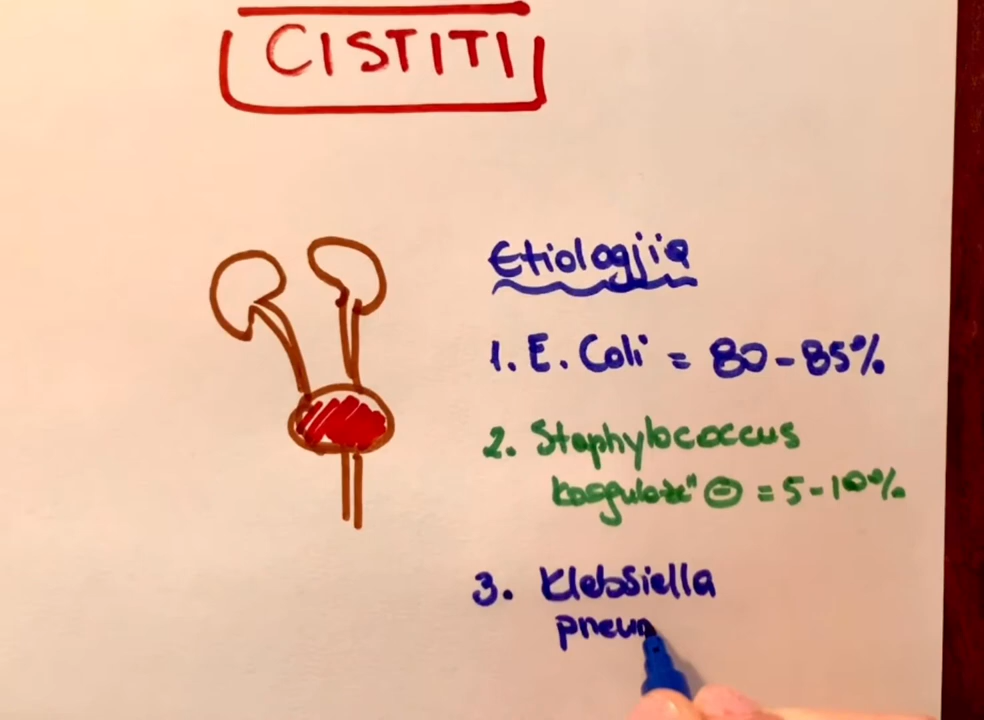 CISTITI
Etiologjia
1. E. Coli = 80-85%
2. Staphylococcus
koagulazë ⊖ = 5-10%
3. Klebsiella
pneu